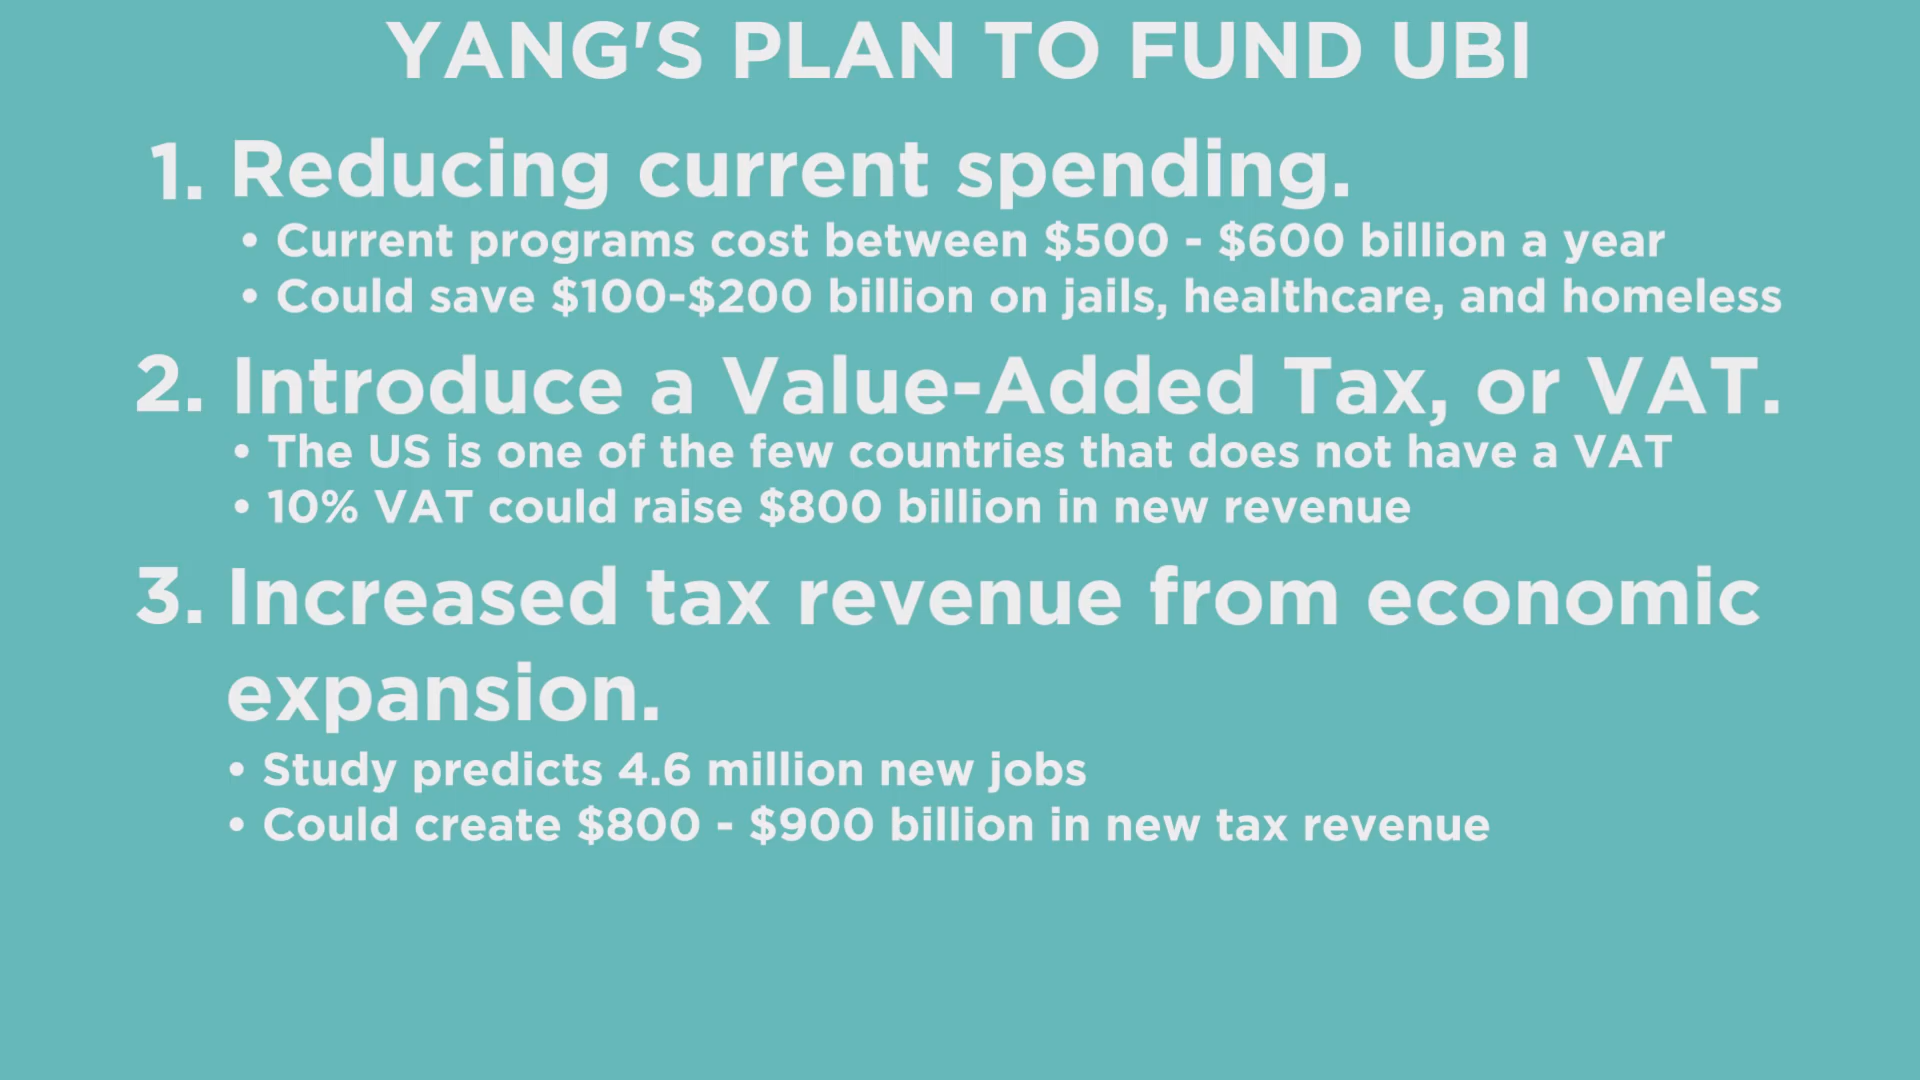 YANG'S PLAN TO FUND UBI
1. Reducing current spending.
• Current programs cost between $500 - $600 billion a year
• Could save $100-$200 billion on jails, healthcare, and homeless
2. Introduce a Value-Added Tax, or VAT.
• The US is one of the few countries that does not have a VAT
• 10% VAT could raise $800 billion in new revenue
3. Increased tax revenue from economic
expansion.
• Study predicts 4.6 million new jobs
• Could create $800 - $900 billion in new tax revenue